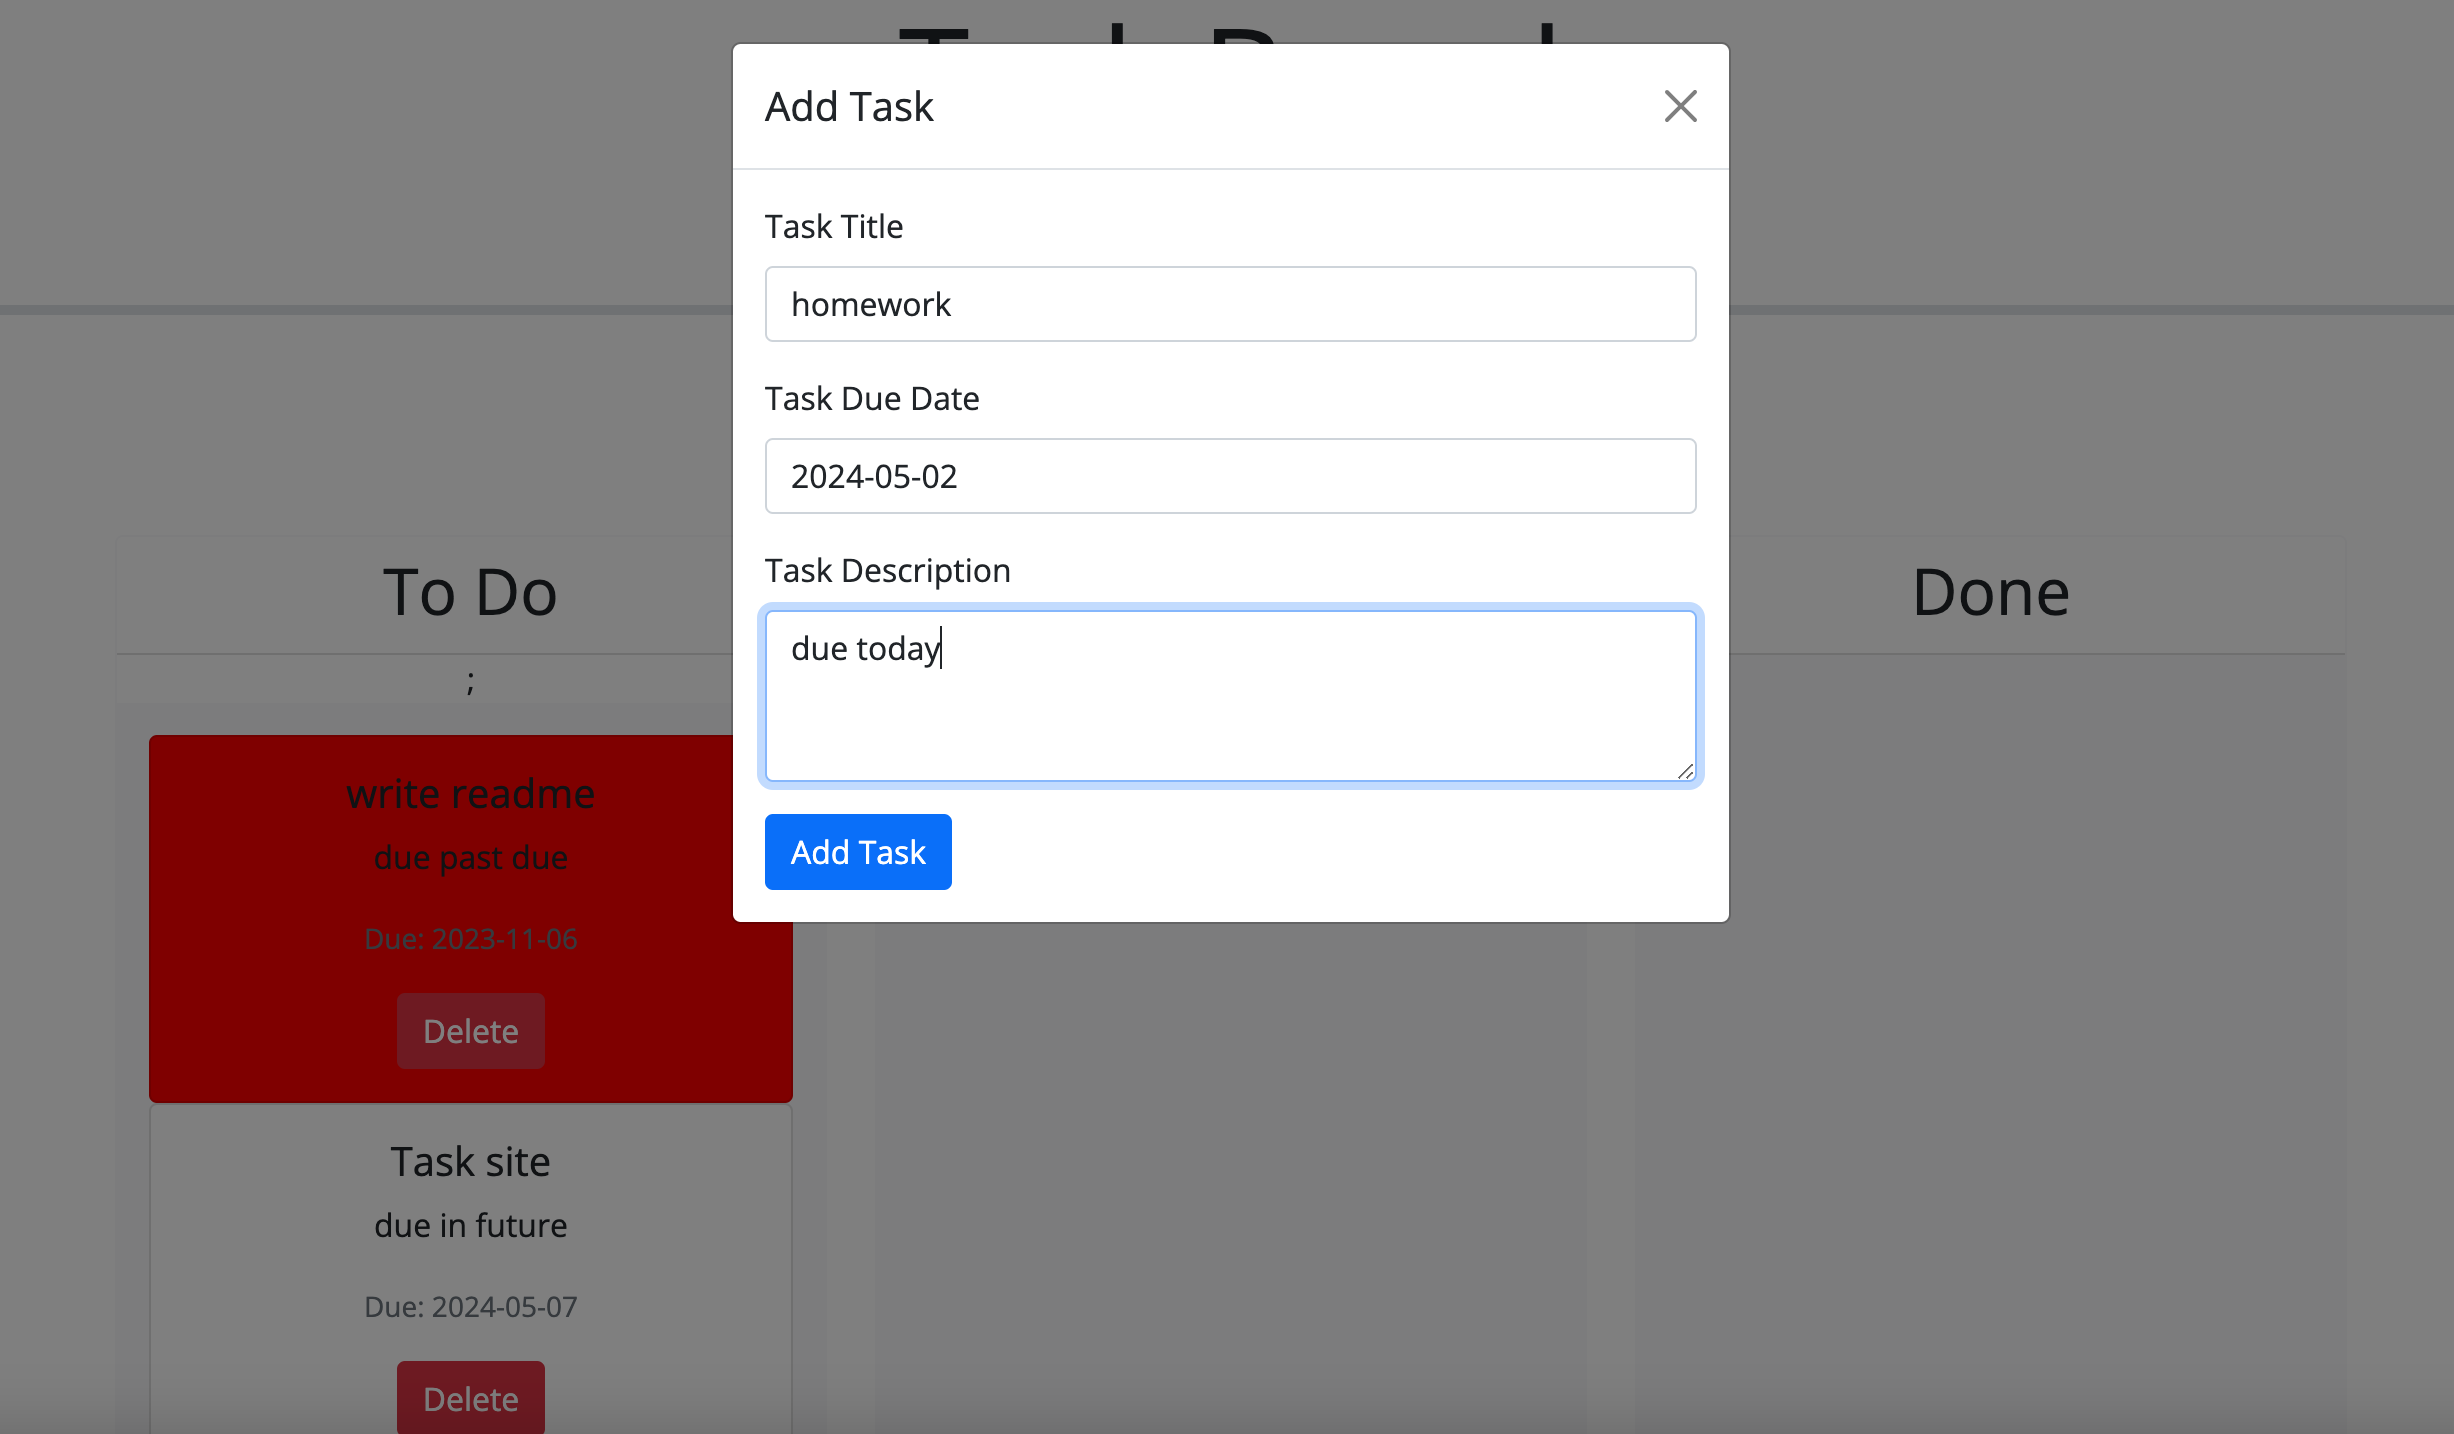 Add Task
Task Title
homework
Task Due Date
2024-05-02
Task Description
due today
Add Task
To Do
;
write readme
due past due
Due: 2023-11-06
Delete
Task site
due in future
Due: 2024-05-07
Delete
Done